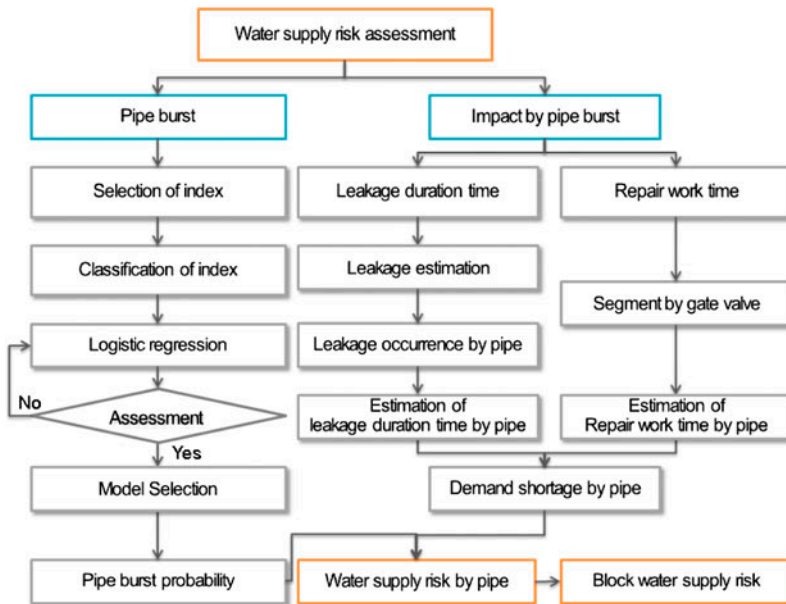 Water supply risk assessment
Pipe burst
Impact by pipe burst
Selection of index
Leakage duration time
Repair work time
Classification of index
Leakage estimation
Segment by gate valve
Logistic regression
Leakage occurrence by pipe
No
Assessment
Estimation of
leakage duration time by pipe
Estimation of
Repair work time by pipe
Yes
Model Selection
Demand shortage by pipe
Pipe burst probability
Water supply risk by pipe
Block water supply risk